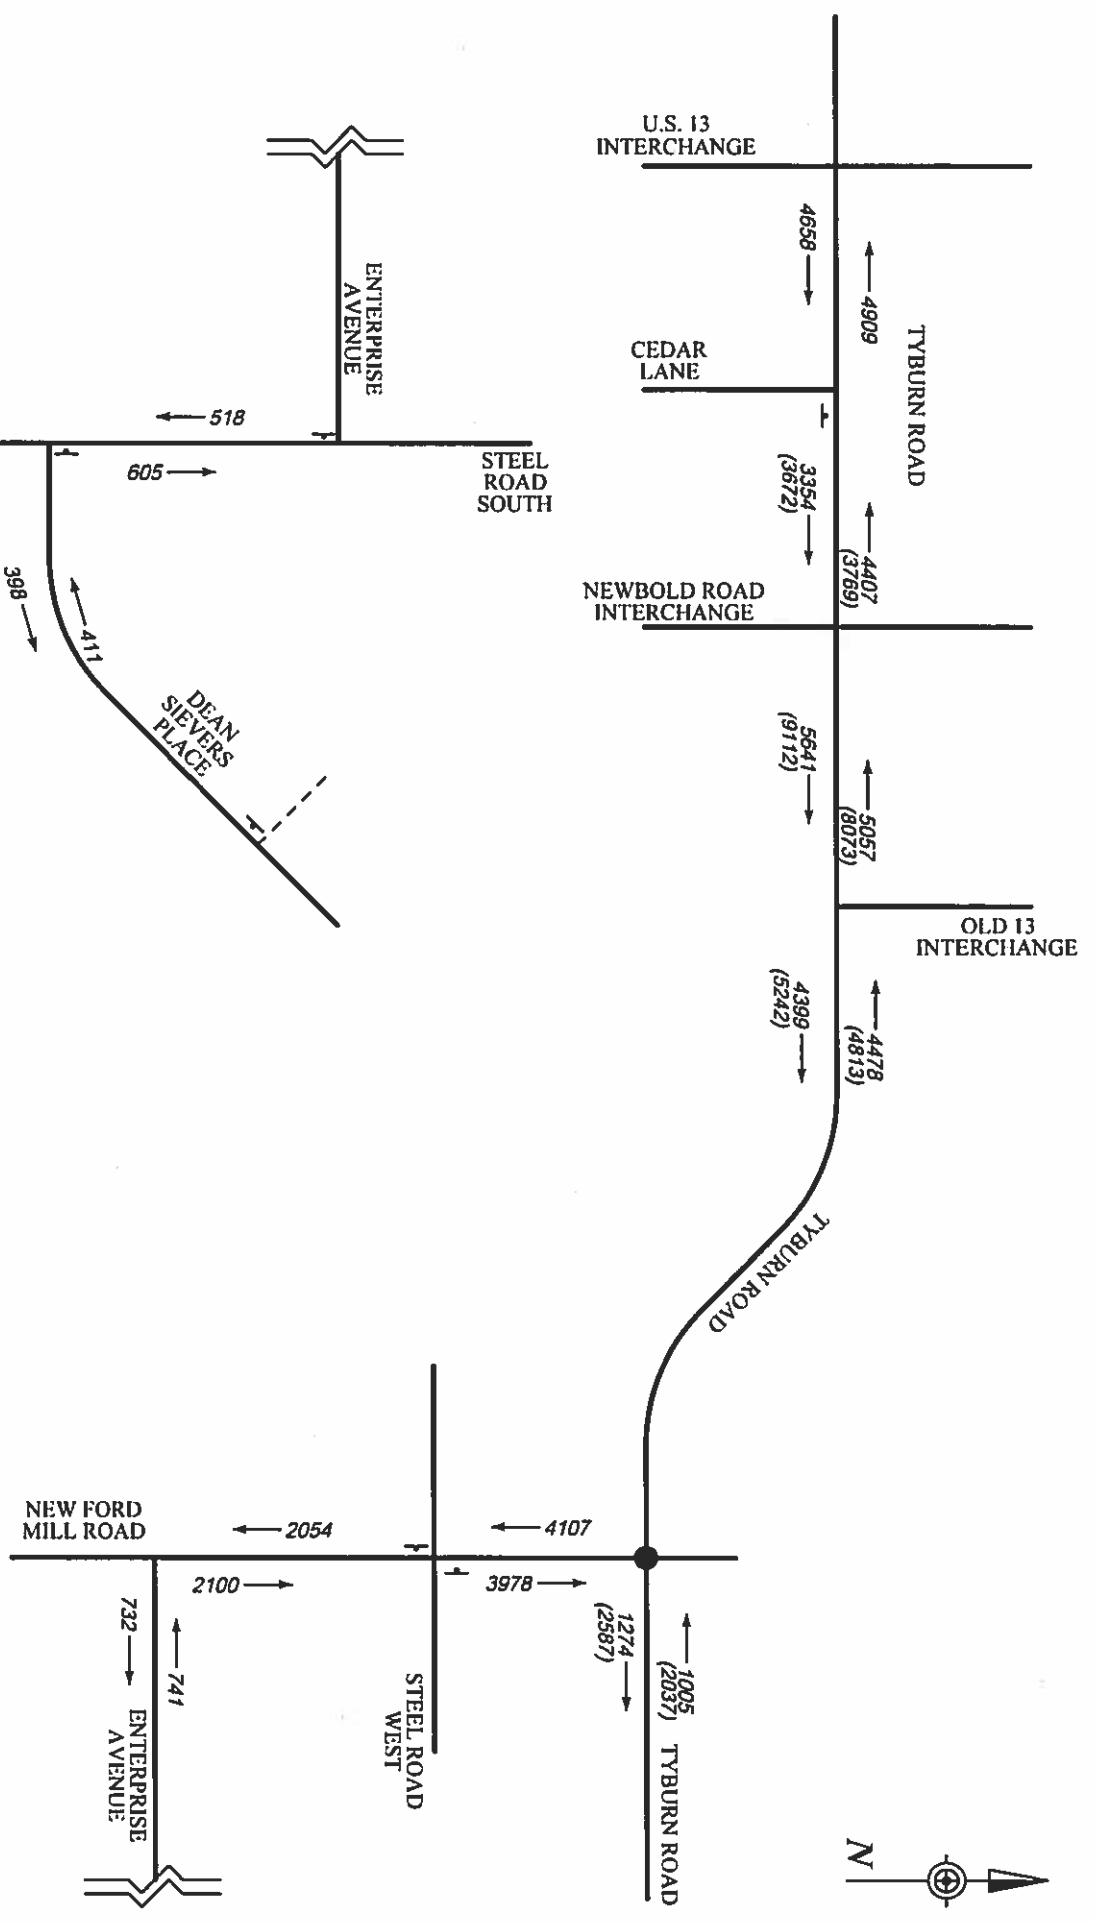 U.S. 13
INTERCHANGE
4658
4909
TYBURN ROAD
CEDAR
LANE
3354
(3672)
4407
(3769)
NEWBOLD ROAD
INTERCHANGE
5641
(9112)
5057
(8073)
OLD 13
INTERCHANGE
4399
(5242)
4478
(4813)
TYBURN ROAD
ENTERPRISE
AVENUE
518
605
STEEL
ROAD
SOUTH
398
411
DEAN
SIEVERS
PLACE
NEW FORD
MILL ROAD
2054
2100
4107
3978
1274
(2587)
1005
(2037)
TYBURN ROAD
732
741
ENTERPRISE
AVENUE
STEEL ROAD
WEST
N